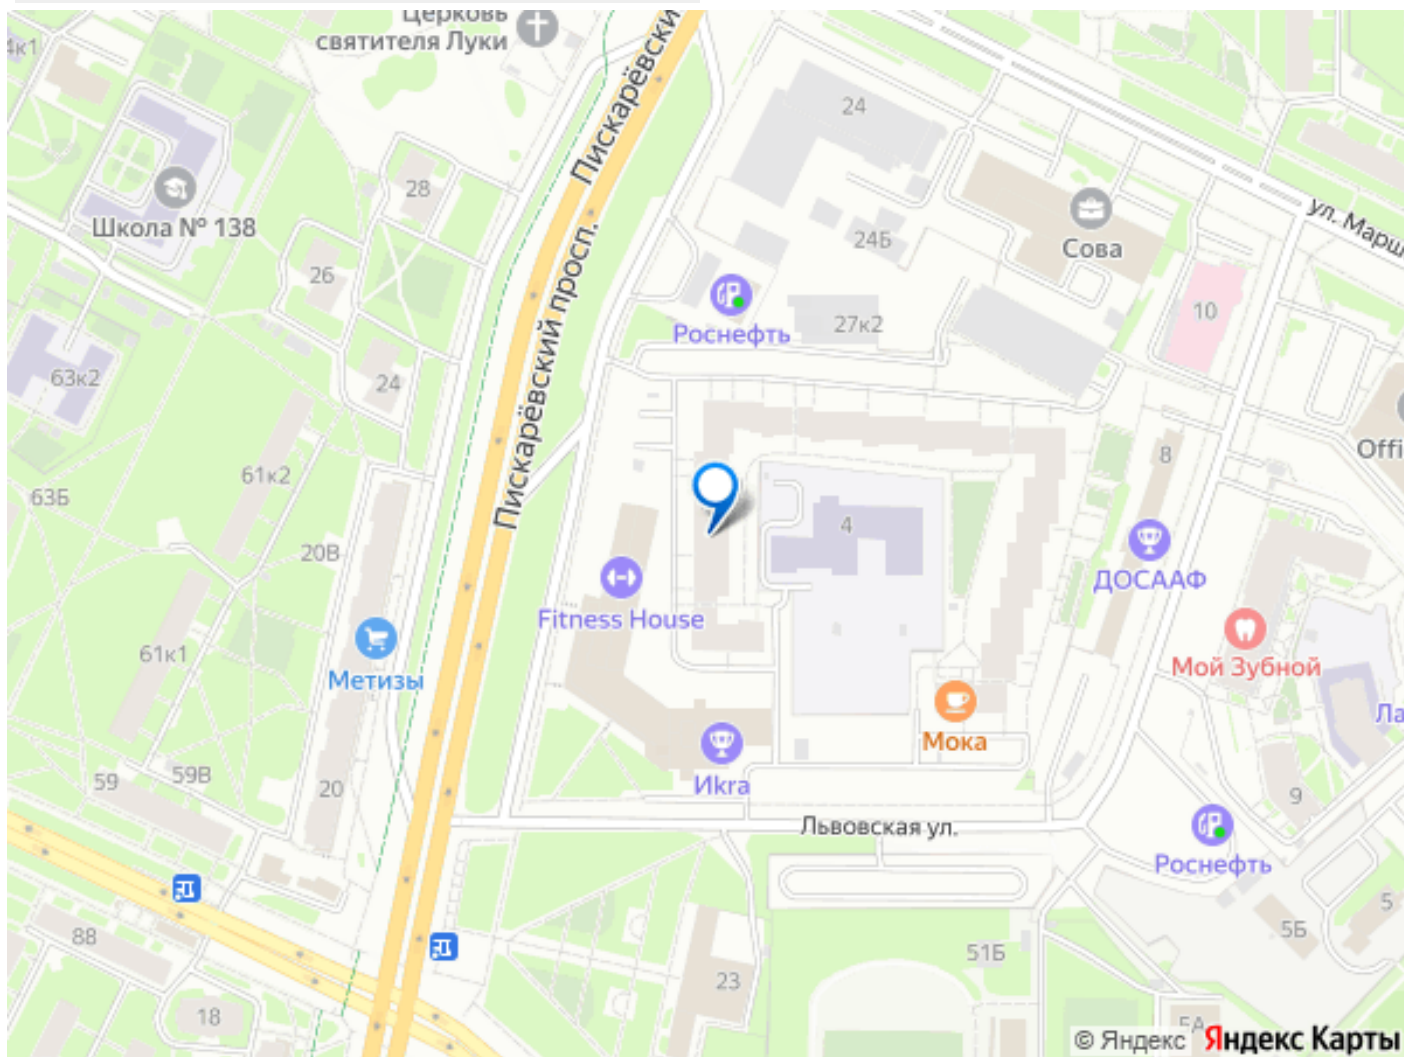 Церковь
святителя Луки
4к1
Пискарёвски
24
28
Школа № 138
ул. Марш
Сова
24Б
26
Пискарёвский просп.
Роснефть
27к2
10
63к2
24
Offi
8
61к2
63Б
4
20В
ДОСААФ
Fitness House
61к1
Метизы
Мой Зубной
Ла
Мока
59
59В
20
Иkra
9
Львовская ул.
Роснефть
5
5Б
88
51Б
23
18
5А
© Яндекс Яндекс Карты